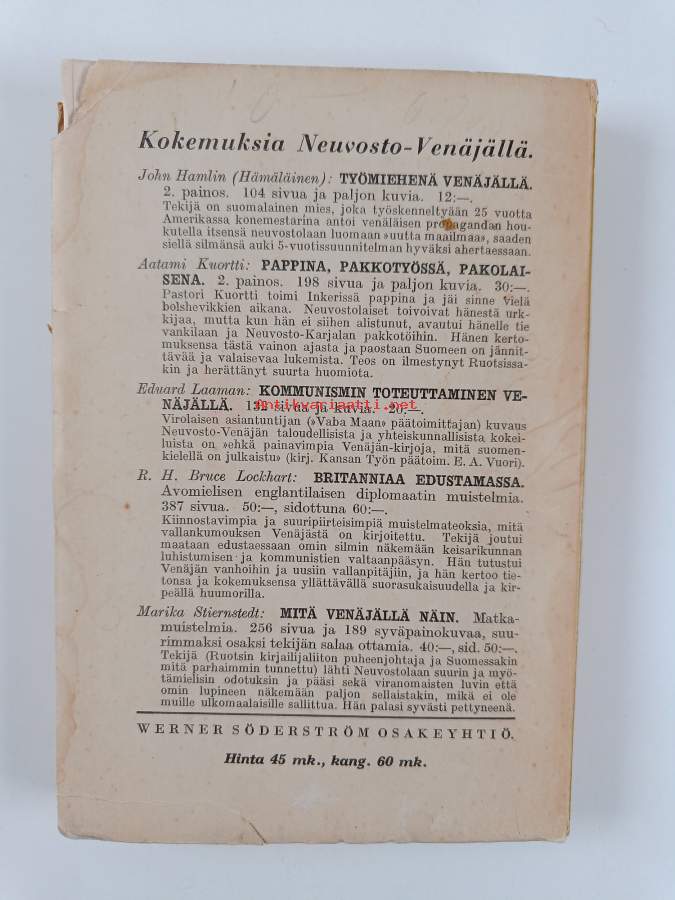 Kokemuksia Neuvosto-Venäjällä.
John Hamlin (Hämäläinen): TYÖMIEHENÄ VENÄJÄLLÄ.
2. painos. 104 sivua ja paljon kuvia. 12:—.
Tekijä on suomalainen mies, joka työskenneltyään 25 vuotta
Amerikassa konemestarina antoi venäläisen propagandan hou-
kutella itsensä neuvostolaan luomaan »uutta maailmaa», saaden
siellä silmänsä auki 5-vuotissuunnitelman hyväksi ahertaessaan.
Aatami Kuortti: PAPPINA, PAKKOTYÖSSÄ, PAKOLAI-
SENA. 2. painos. 198 sivua ja paljon kuvia. 30:—.
Pastori Kuortti toimi Inkerissä pappina ja jäi sinne vielä
bolshevikkien aikana. Neuvostolaiset toivoivat hänestä urk-
kijaa, mutta kun hän ei siihen alistunut, avautui hänelle tie
vankilaan ja Neuvosto-Karjalan pakkotöihin. Hänen kerto-
muksensa tästä vainon ajasta ja paostaan Suomeen on jännit-
tävää ja valaisevaa lukemista. Teos on ilmestynyt Ruotsissa-
kin ja herättänyt suurta huomiota.
Eduard Laaman: KOMMUNISMIN TOTEUTTAMINEN VE-
NÄJÄLLÄ. 132 sivua ja kuvia. 20:—.
antikvariaatti.net
Virolaisen asiantuntijan (»Vaba Maan» päätoimittajan) kuvaus
Neuvosto-Venäjän taloudellisista ja yhteiskunnallisista kokei-
luista on »ehkä painavimpia Venäjän-kirjoja, mitä suomen-
kielellä on julkaistu» (kirj. Kansan Työn päätoim. E. A. Vuori).
R. H. Bruce Lockhart: BRITANNIAA EDUSTAMASSA.
Avomielisen englantilaisen diplomaatin muistelmia.
387 sivua. 50:—, sidottuna 60:—.
Kiinnostavimpia ja suuripiirteisimpiä muistelmateoksia, mitä
vallankumouksen Venäjästä on kirjoitettu. Tekijä joutui
maataan edustaessaan omin silmin näkemään keisarikunnan
luhistumisen ja kommunistien valtaanpääsyn. Hän tutustui
Venäjän vanhoihin ja uusiin vallanpitäjiin, ja hän kertoo tie-
tonsa ja kokemuksensa yllättävällä suorasukaisuudella ja kir-
peällä huumorilla.
Marika Stiernstedt: MITÄ VENÄJÄLLÄ NÄIN. Matka-
muistelmia. 256 sivua ja 189 syväpainokuvaa, suu-
rimmaksi osaksi tekijän salaa ottamia. 40:—, sid. 50:—.
Tekijä (Ruotsin kirjailijaliiton puheenjohtaja ja Suomessakin
mitä parhaimmin tunnettu) lähti Neuvostolaan suurin ja myö-
tämielisin odotuksin ja pääsi sekä viranomaisten luvin että
omin lupineen näkemään paljon sellaistakin, mikä ei ole
muille ulkomaalaisille sallittua. Hän palasi syvästi pettyneenä.
WERNER SÖDERSTRÖM OSAKEYHTIÖ.
Hinta 45 mk., kang. 60 mk.